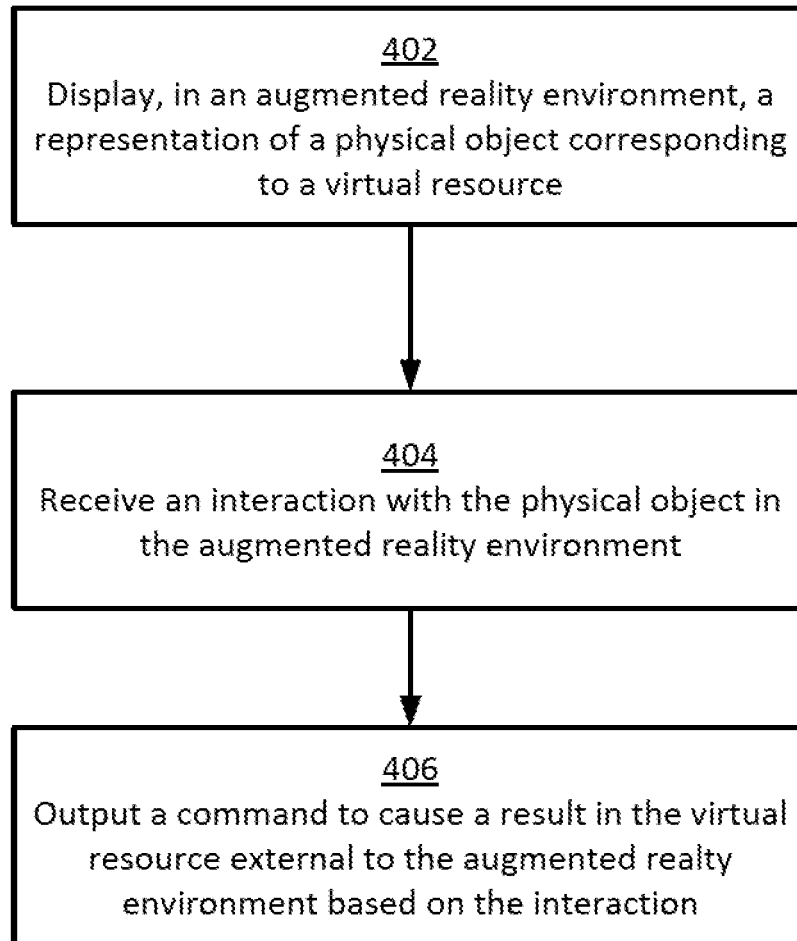 402
Display, in an augmented reality environment, a
representation of a physical object corresponding
to a virtual resource
404
Receive an interaction with the physical object in
the augmented reality environment
406
Output a command to cause a result in the virtual
resource external to the augmented realty
environment based on the interaction